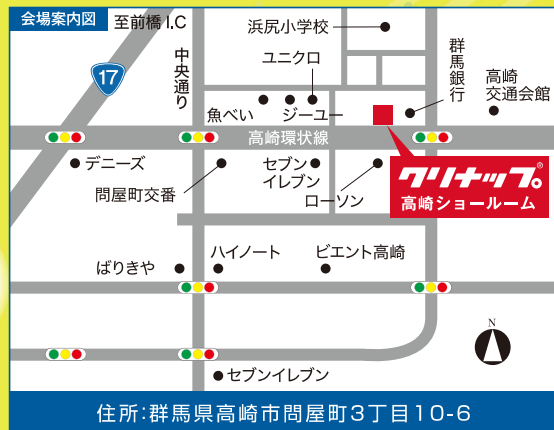 会場案内図
至前橋 I.C
浜尻小学校
中央通り
ユニクロ
17
群馬銀行
高崎
交通会館
魚べい
ジーユー
高崎環状線
デニーズ
問屋町交番
セブン
イレブン
ローソン
クリナップ®
高崎ショールーム
ばりきや
ハイノート
ビエント高崎
N
セブンイレブン
住所:群馬県高崎市問屋町3丁目10-6